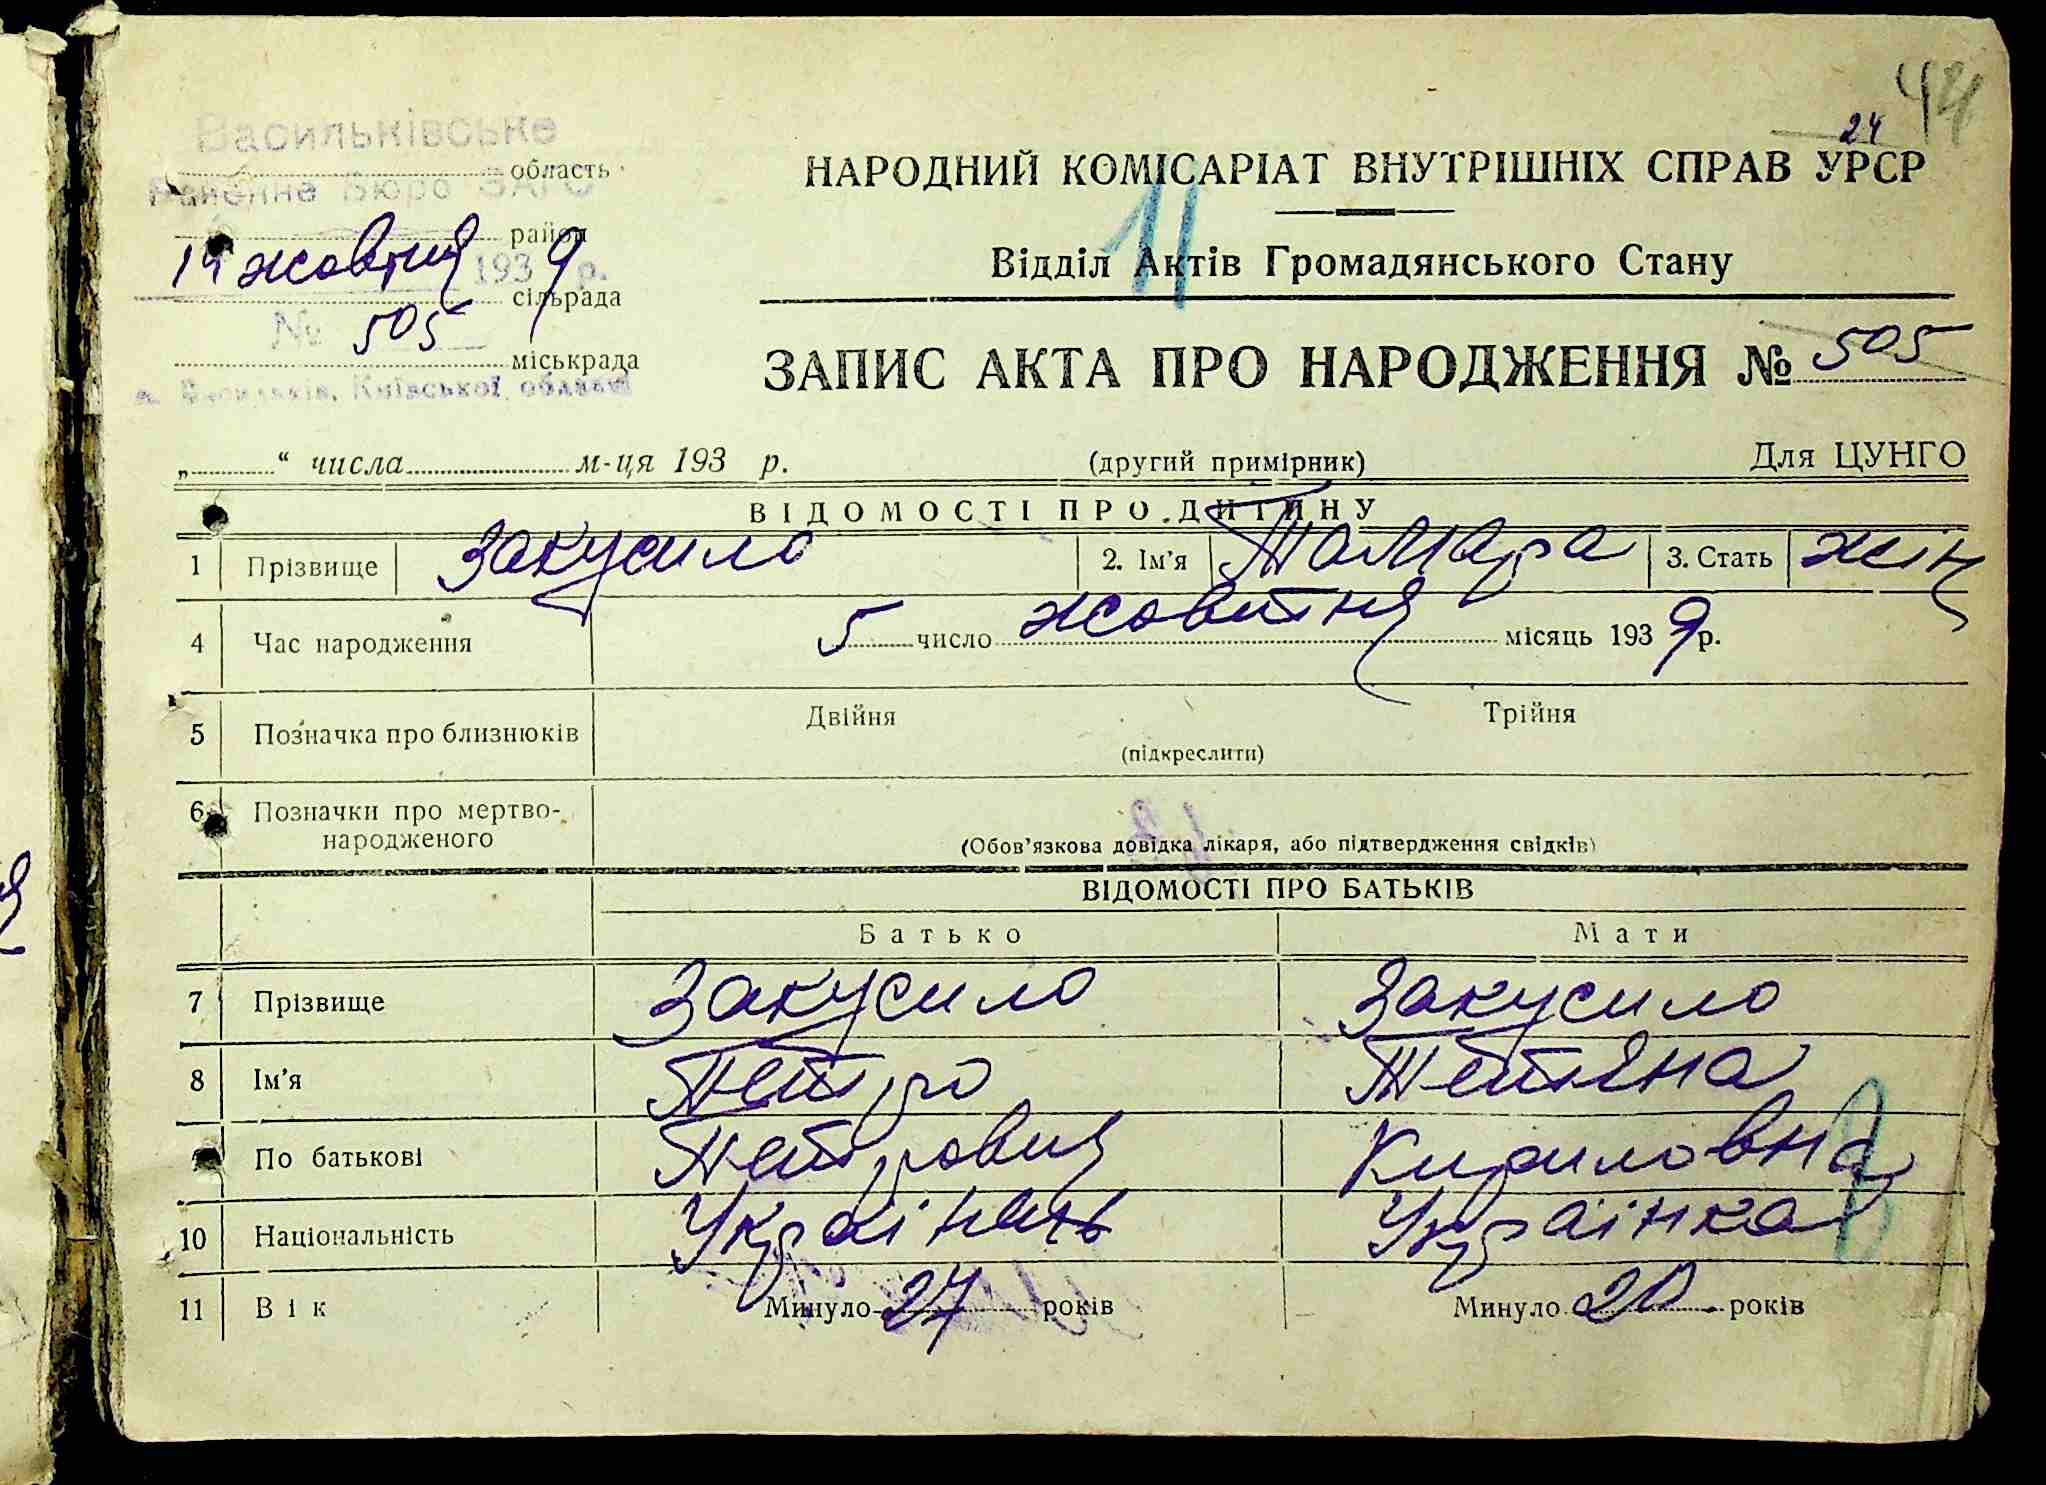 44
24
Васильківське
область
Районне Бюро ЗАГС
район
14 жовтня 1939 р.
сільрада
№ 505
міськрада
м. Васильків, Київської області
НАРОДНИЙ КОМІСАРІАТ ВНУТРІШНІХ СПРАВ УРСР
11
Відділ Актів Громадянського Стану
ЗАПИС АКТА ПРО НАРОДЖЕННЯ № 505
„ “ числа м-ця 193 р. (другий примірник) Для ЦУНГО
ВІДОМОСТІ ПРО ДИТИНУ
1 Прізвище Закусило 2. Ім'я Тамара 3. Стать жін
4 Час народження 5 число жовтня місяць 1939 р.
5 Позначка про близнюків Двійня Трійня
(підкреслити)
6 Позначки про мертво-
народженого
(Обов'язкова довідка лікаря, або підтвердження свідків)
ВІДОМОСТІ ПРО БАТЬКІВ
Батько Мати
7 Прізвище Закусило Закусило
8 Ім'я Петро Тетяна
По батькові Петрович Кириловна
10 Національність Українець Українка
11 Вік Минуло 27 років Минуло 20 років